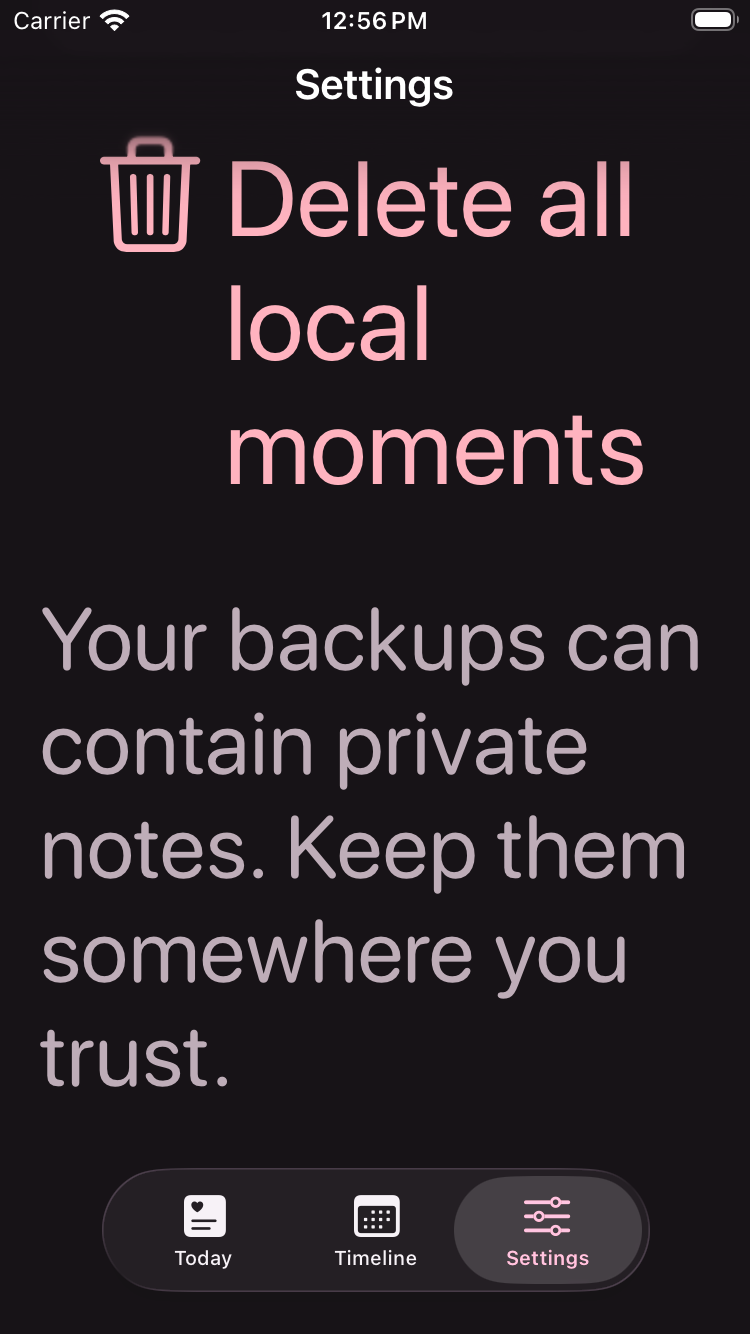 Carrier 12:56 PM
Settings
Delete all
local
moments
Your backups can
contain private
notes. Keep them
somewhere you
trust.
Today Timeline Settings